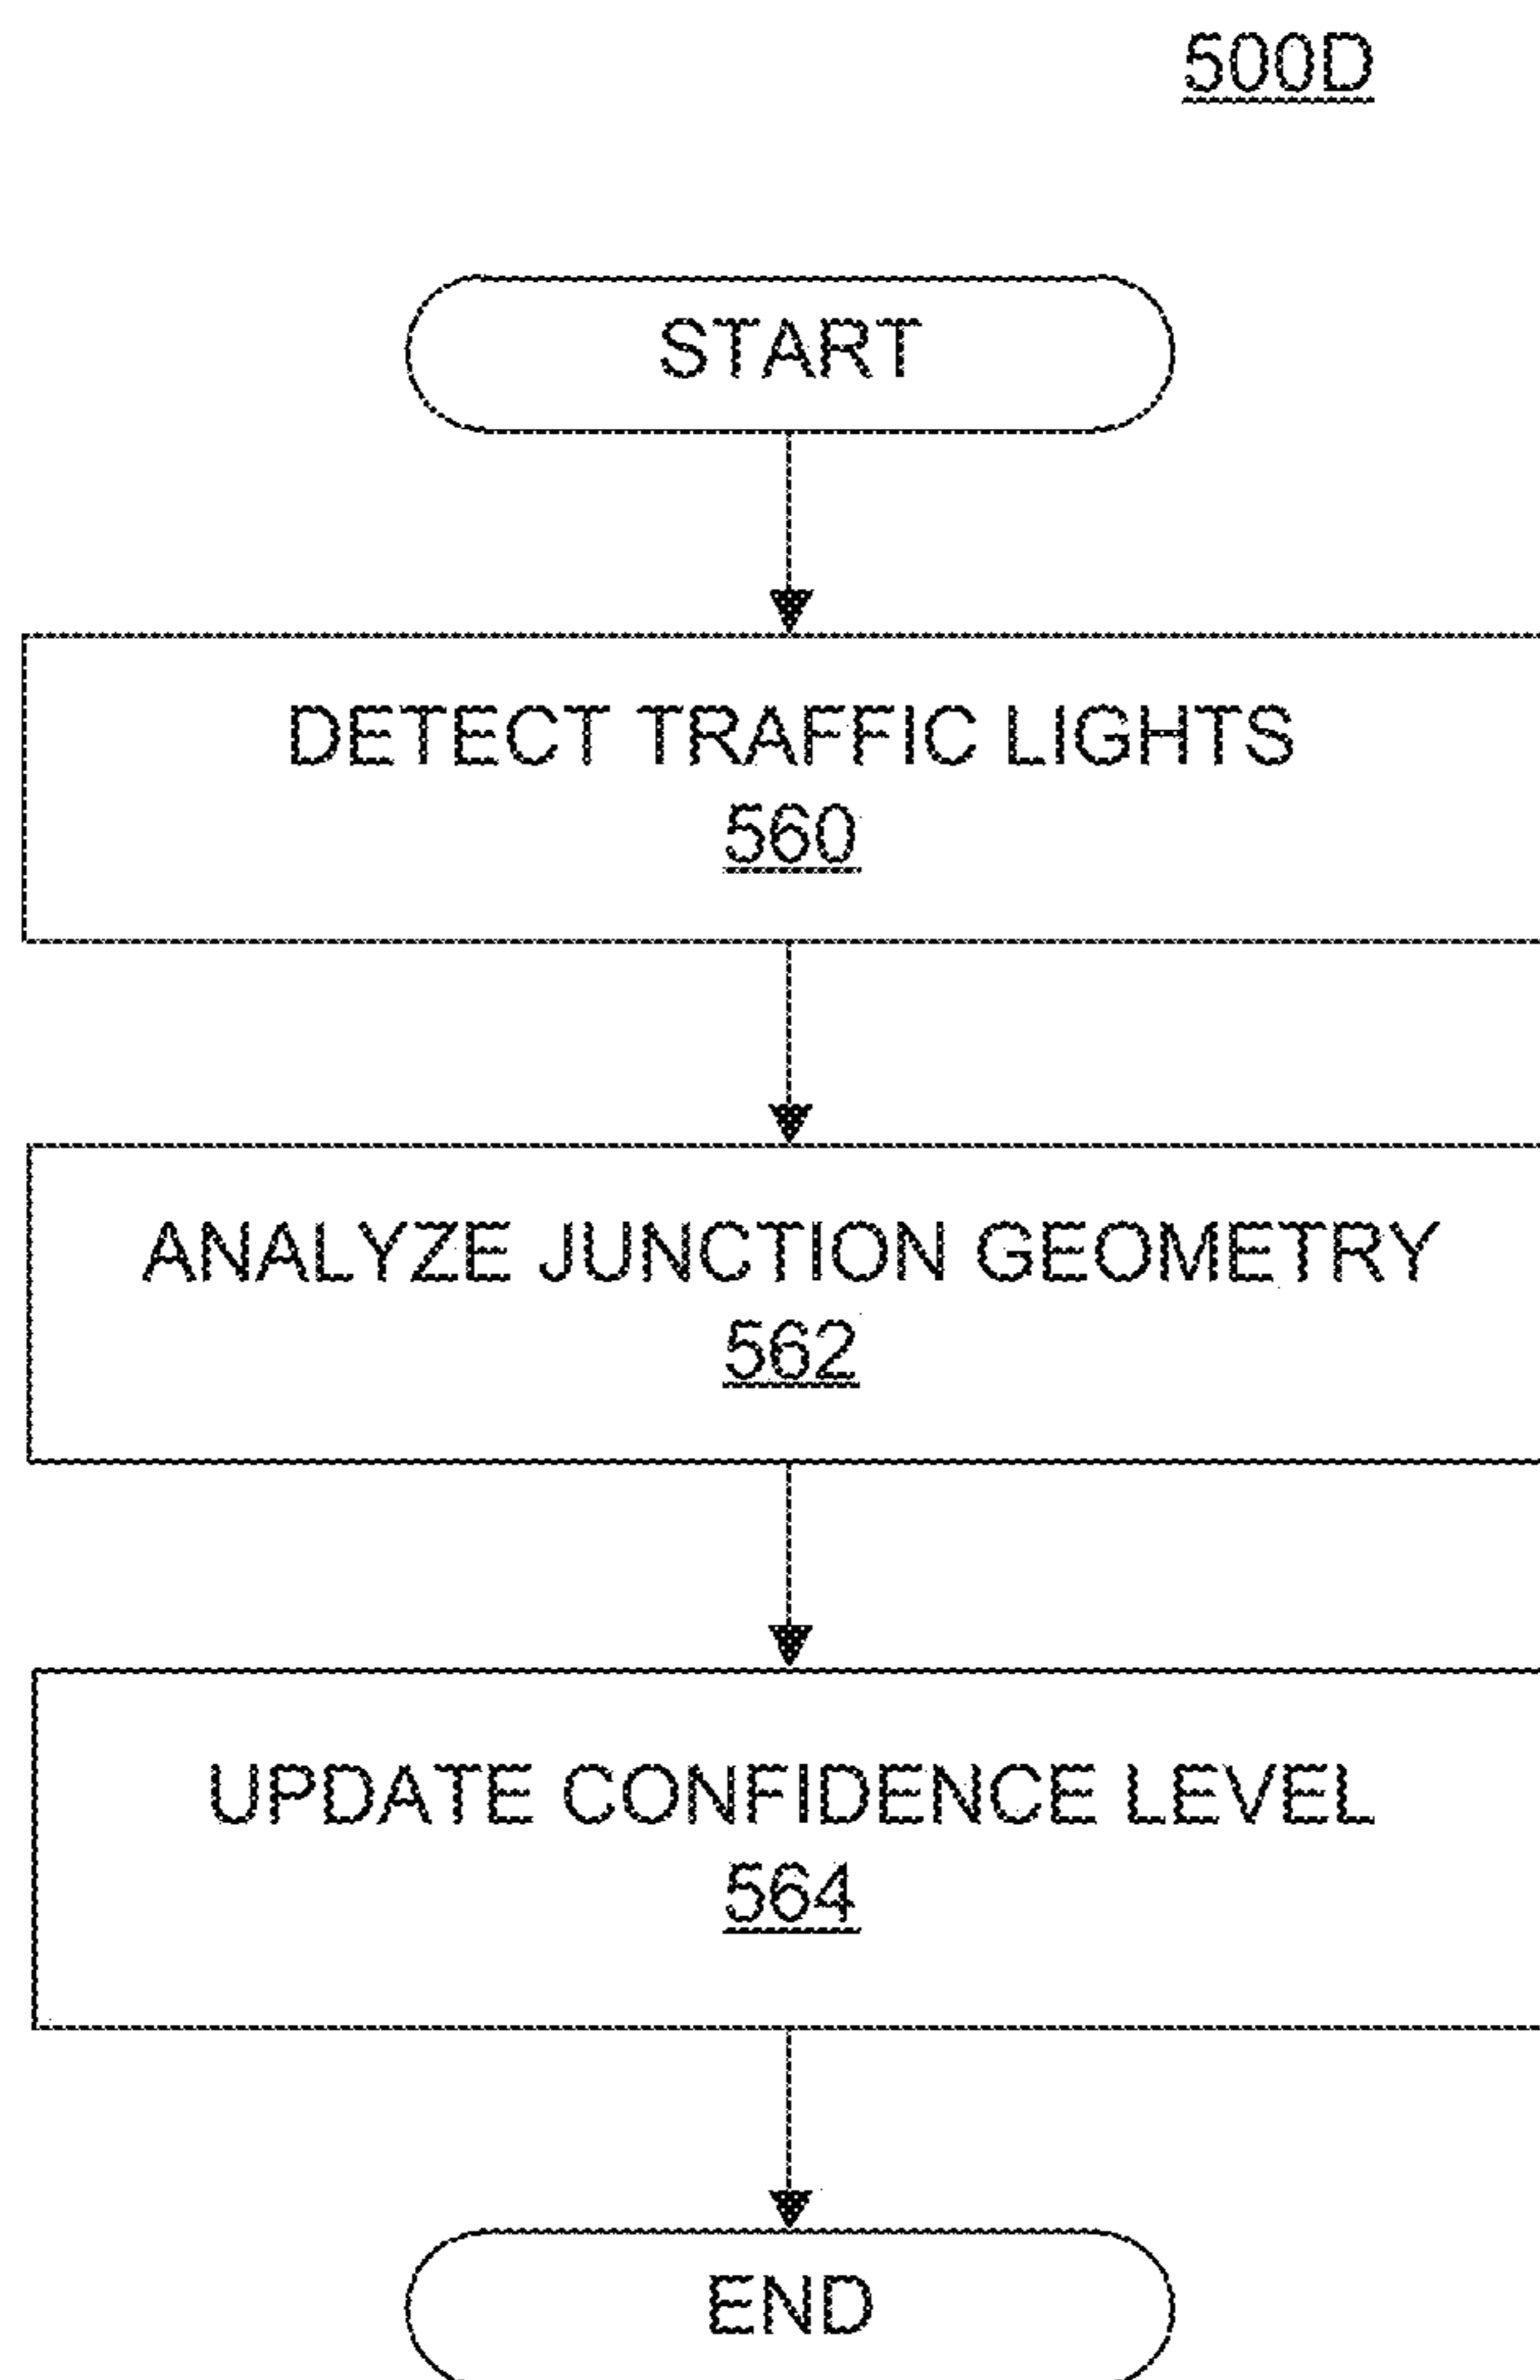 500D
START
DETECT TRAFFIC LIGHTS
560
ANALYZE JUNCTION GEOMETRY
562
UPDATE CONFIDENCE LEVEL
564
END